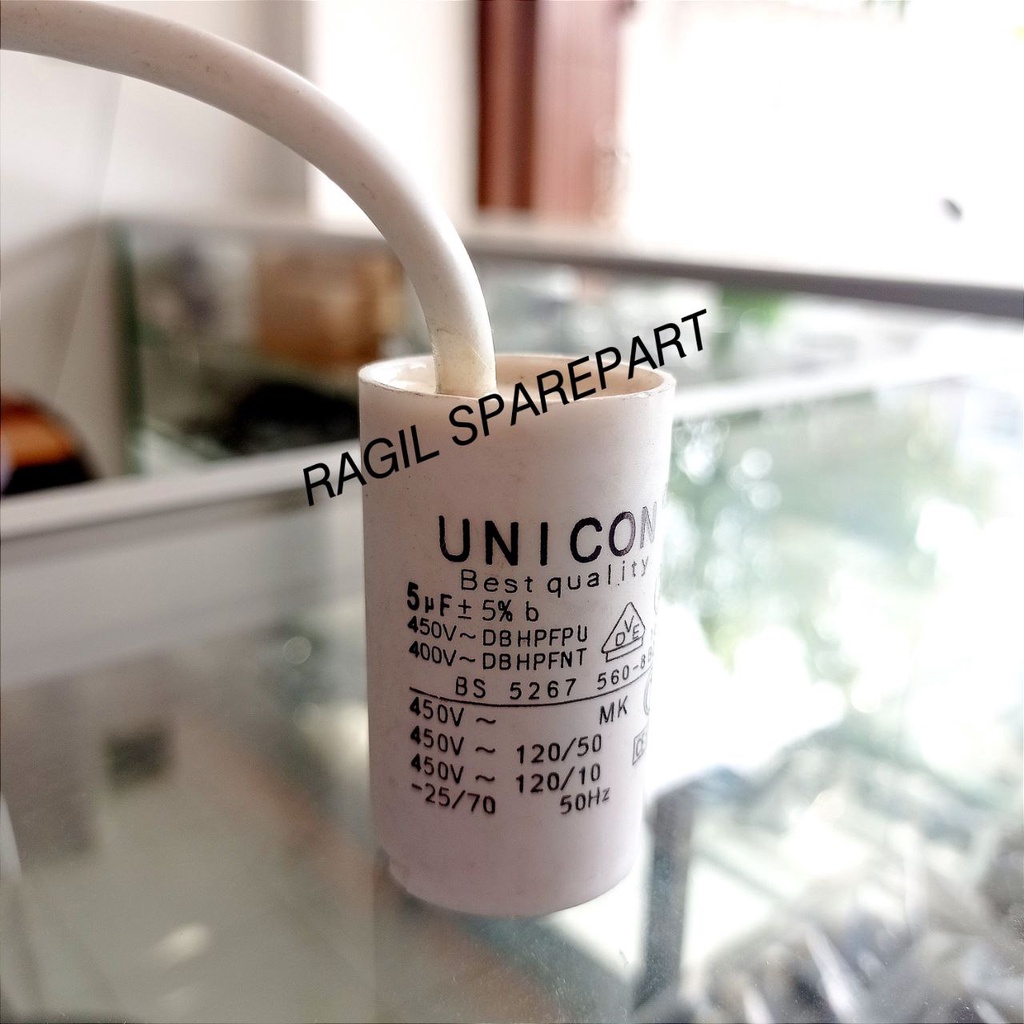 RAGIL SPAREPART
UNICON
Best quality
5µF ± 5% b
450V~DBHPFPU
400V~DBHPFNT
DVE
BS 5267
450V ~ MK
450V ~ 120/50
450V ~ 120/10
-25/70 50Hz